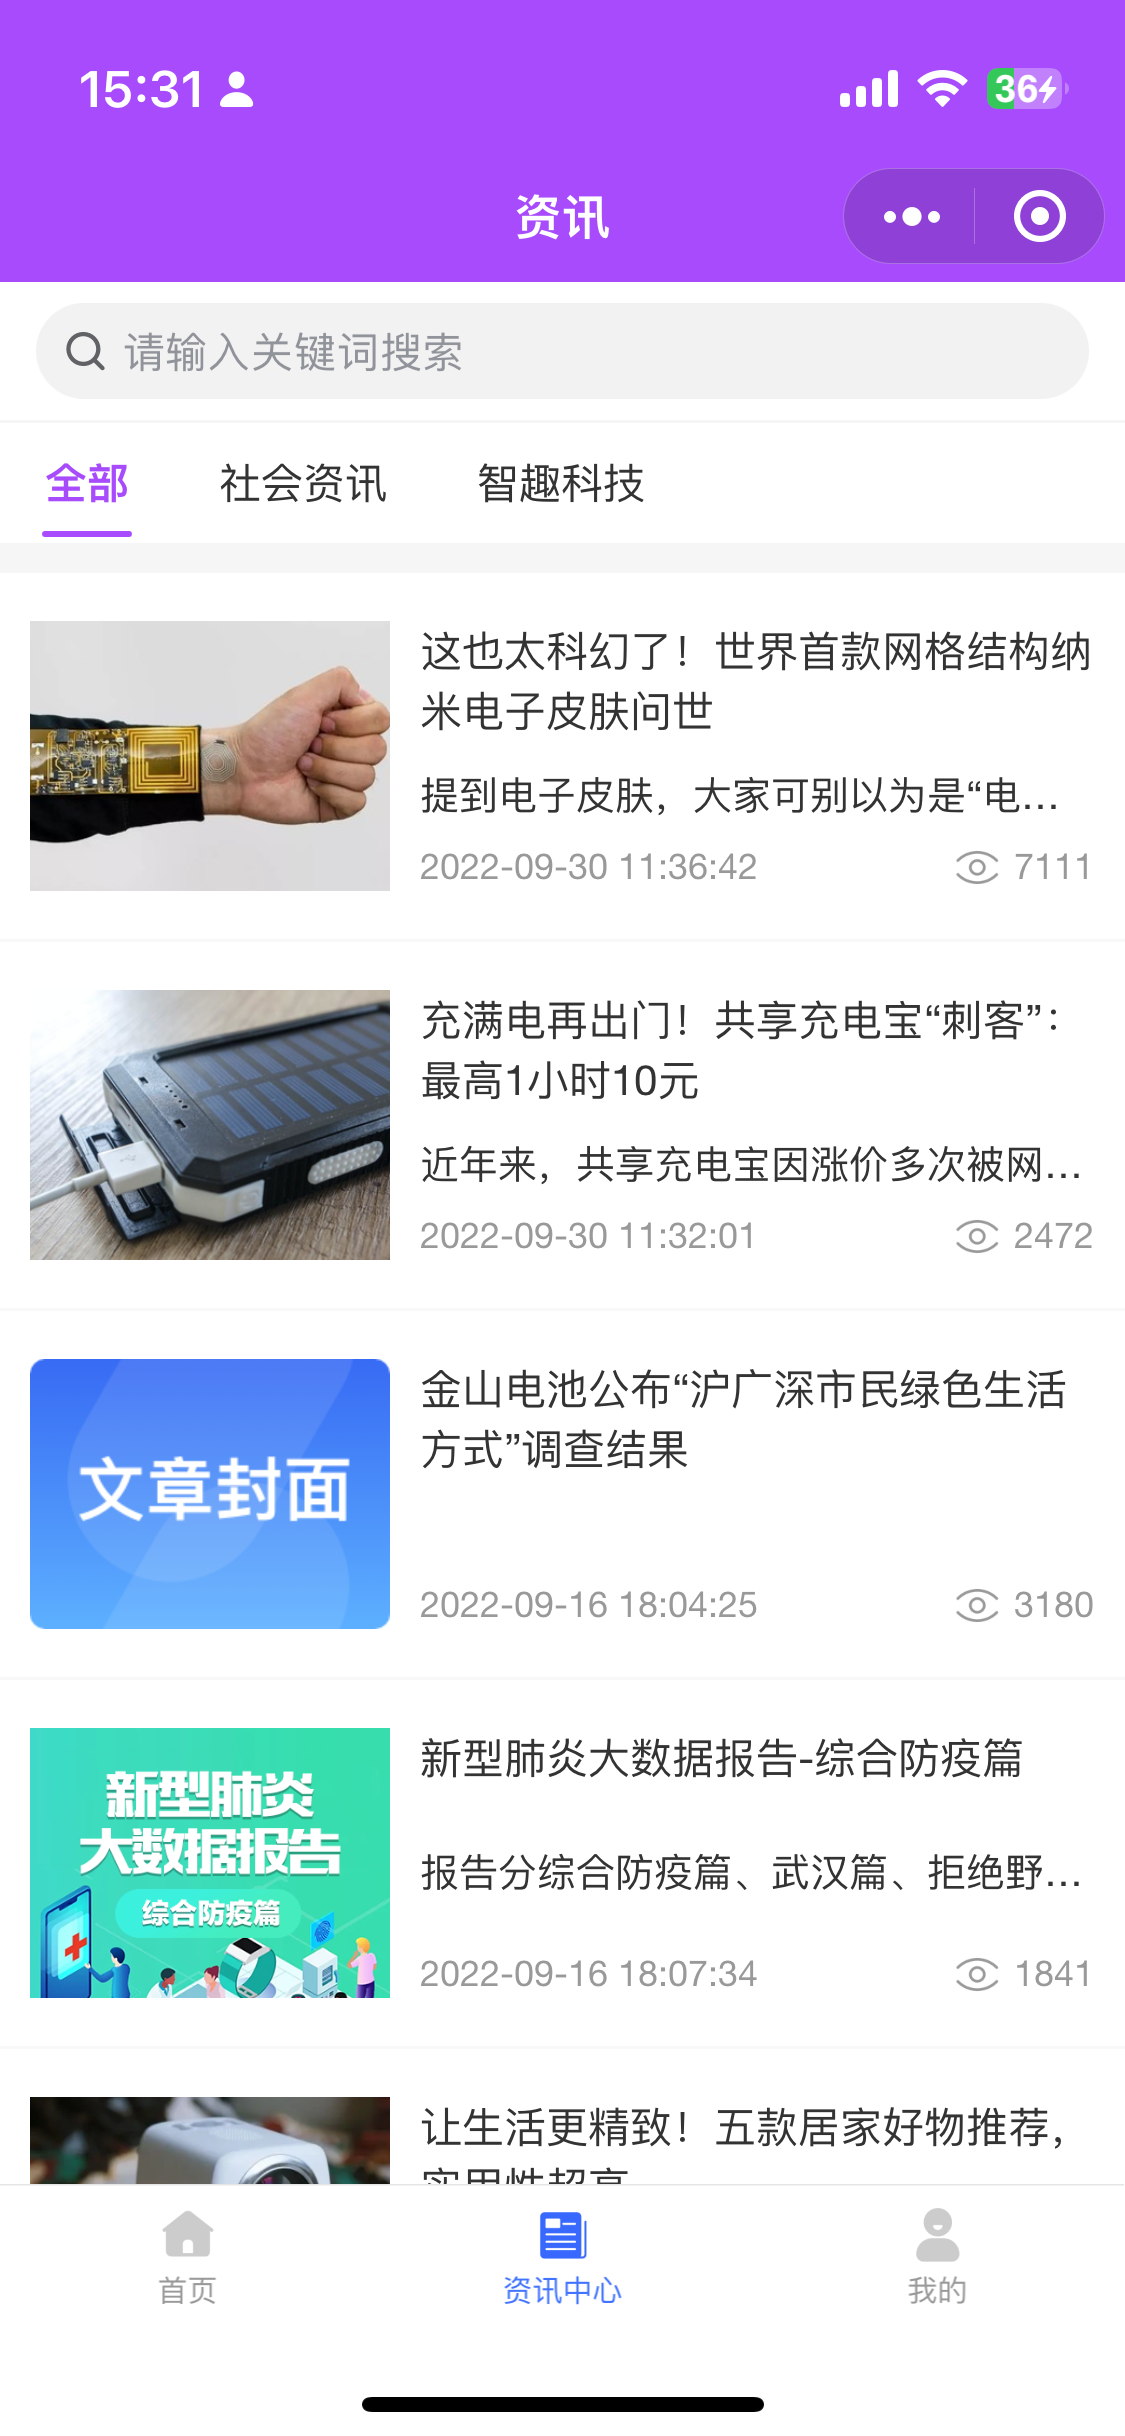 15:31
36
资讯
请输入关键词搜索
全部 社会资讯 智趣科技
这也太科幻了！世界首款网格结构纳
米电子皮肤问世
提到电子皮肤，大家可别以为是“电...
2022-09-30 11:36:42 7111
充满电再出门！共享充电宝“刺客”：
最高1小时10元
近年来，共享充电宝因涨价多次被网...
2022-09-30 11:32:01 2472
文章封面
金山电池公布“沪广深市民绿色生活
方式”调查结果
2022-09-16 18:04:25 3180
新型肺炎
大数据报告
综合防疫篇
新型肺炎大数据报告-综合防疫篇
报告分综合防疫篇、武汉篇、拒绝野...
2022-09-16 18:07:34 1841
让生活更精致！五款居家好物推荐，
实用性超高
首页 资讯中心 我的